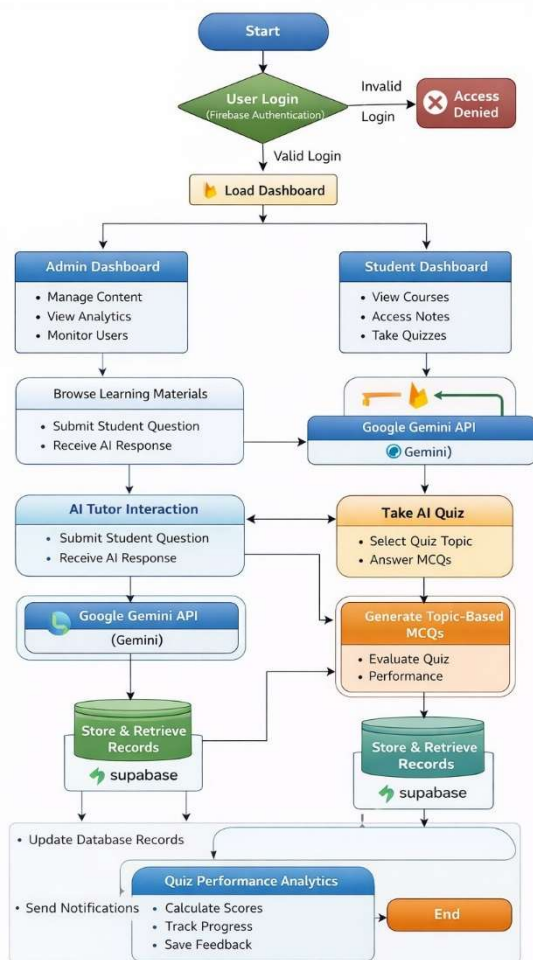 Start
User Login
(Firebase Authentication)
Invalid
Login
Access
Denied
Valid Login
Load Dashboard
Admin Dashboard
• Manage Content
• View Analytics
• Monitor Users
Student Dashboard
• View Courses
• Access Notes
• Take Quizzes
Browse Learning Materials
• Submit Student Question
• Receive AI Response
Google Gemini API
Gemini)
AI Tutor Interaction
• Submit Student Question
• Receive AI Response
Take AI Quiz
• Select Quiz Topic
• Answer MCQs
Google Gemini API
(Gemini)
Generate Topic-Based
MCQs
• Evaluate Quiz
• Performance
Store & Retrieve
Records
supabase
Store & Retrieve
Records
supabase
• Update Database Records
Quiz Performance Analytics
• Send Notifications
• Calculate Scores
• Track Progress
• Save Feedback
End